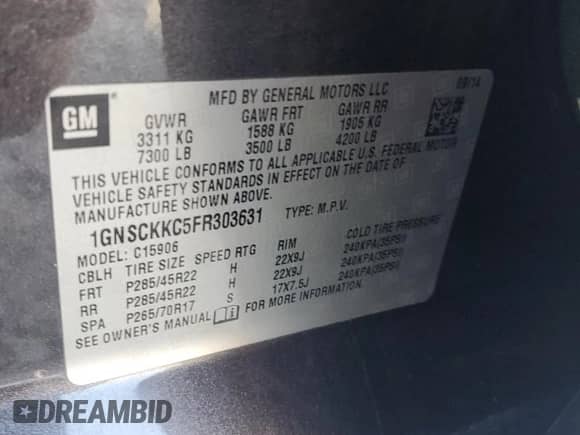 GM
MFD BY GENERAL MOTORS LLC 09/14
GVWR GAWR FRT GAWR RR
3311 KG 1588 KG 1905 KG
7300 LB 3500 LB 4200 LB
THIS VEHICLE CONFORMS TO ALL APPLICABLE U.S. FEDERAL MOTOR
VEHICLE SAFETY STANDARDS IN EFFECT ON THE DATE OF
MANUFACTURE SHOWN ABOVE.
1GNSCKKC5FR303631 TYPE: M.P.V.
MODEL: C15906
CBLH TIRE SIZE SPEED RTG RIM COLD TIRE PRESSURE
FRT P285/45R22 H 22X9J 240KPA(35PSI)
RR P285/45R22 H 22X9J 240KPA(35PSI)
SPA P265/70R17 S 17X7.5J 240KPA(35PSI)
SEE OWNER'S MANUAL FOR MORE INFORMATION.
DREAMBID